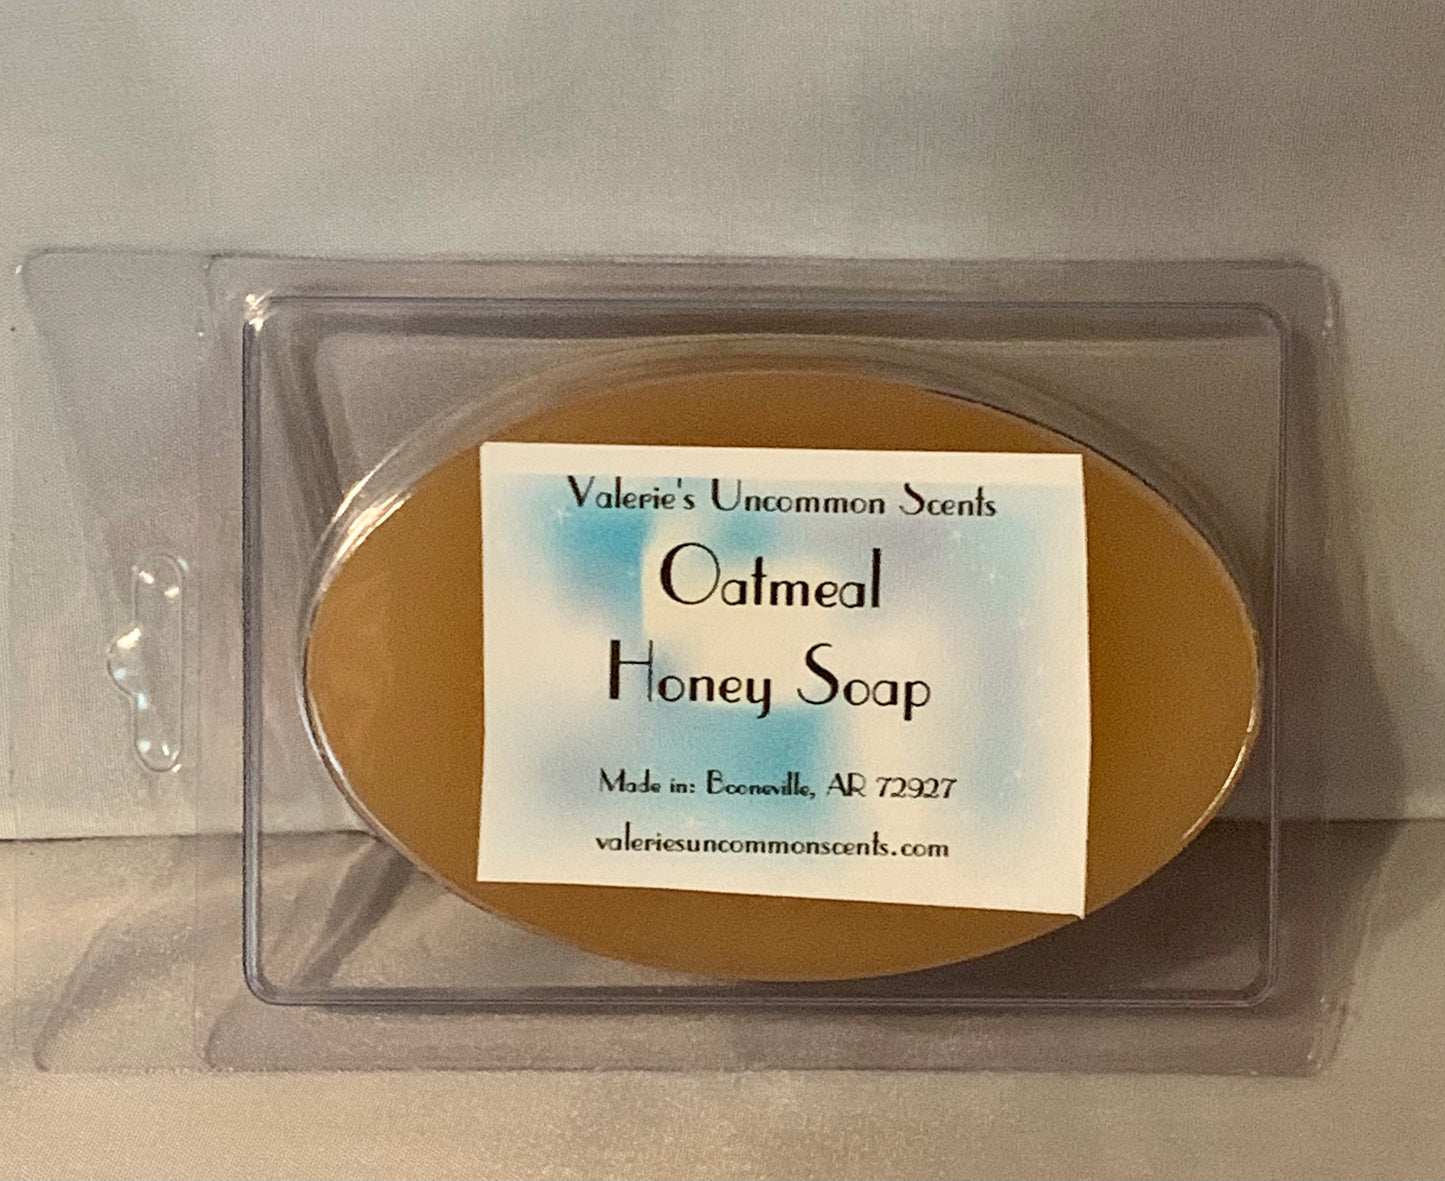 Valerie's Uncommon Scents
Oatmeal
Honey Soap
Made in: Booneville, AR 72927
valeriesuncommonscents.com